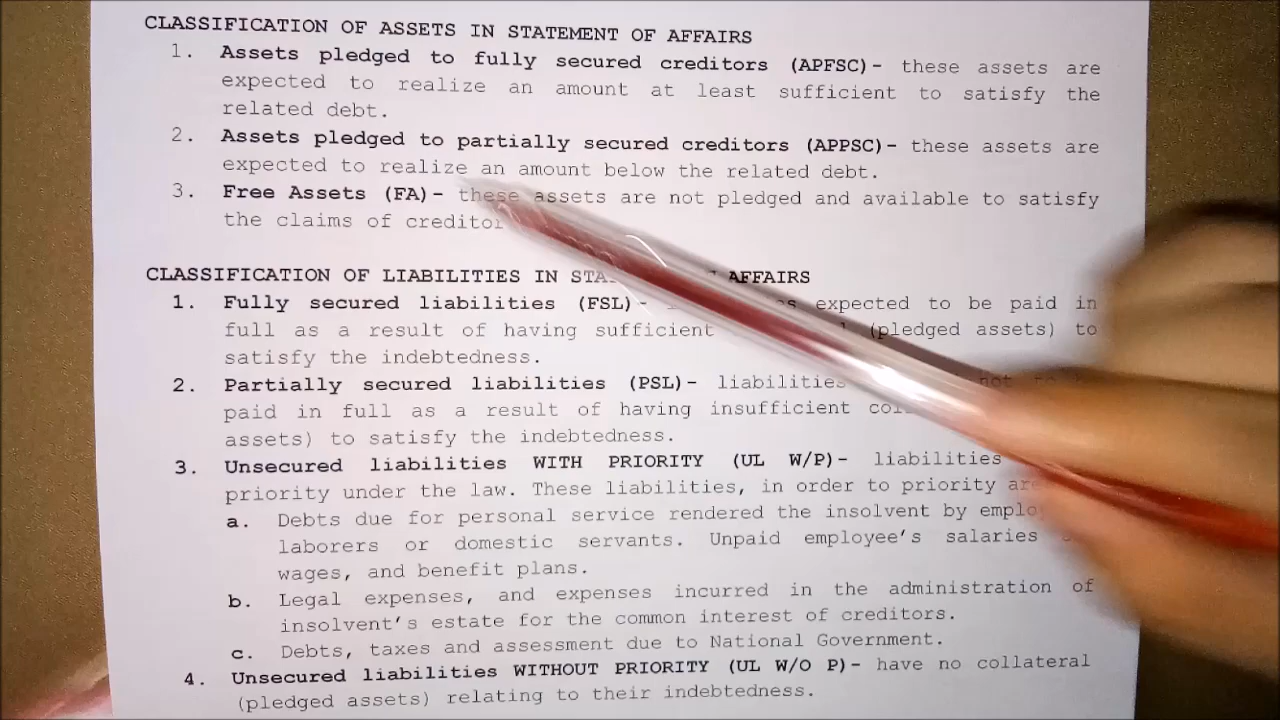 CLASSIFICATION OF ASSETS IN STATEMENT OF AFFAIRS
1. Assets pledged to fully secured creditors (APFSC)- these assets are
expected to realize an amount at least sufficient to satisfy the
related debt.
2. Assets pledged to partially secured creditors (APPSC)- these assets are
expected to realize an amount below the related debt.
3. Free Assets (FA)- these assets are not pledged and available to satisfy
the claims of creditor
CLASSIFICATION OF LIABILITIES IN AFFAIRS
1. Fully secured liabilities (FSL)- expected to be paid in
full as a result of having sufficient (pledged assets) to
satisfy the indebtedness.
2. Partially secured liabilities (PSL)- liabilities not
paid in full as a result of having insufficient
assets) to satisfy the indebtedness.
3. Unsecured liabilities WITH PRIORITY (UL W/P)- liabilities
priority under the law. These liabilities, in order to priority
a. Debts due for personal service rendered the insolvent by
laborers or domestic servants. Unpaid employee's salaries
wages, and benefit plans.
b. Legal expenses, and expenses incurred in the administration of
insolvent's estate for the common interest of creditors.
c. Debts, taxes and assessment due to National Government.
4. Unsecured liabilities WITHOUT PRIORITY (UL W/O P)- have no collateral
(pledged assets) relating to their indebtedness.